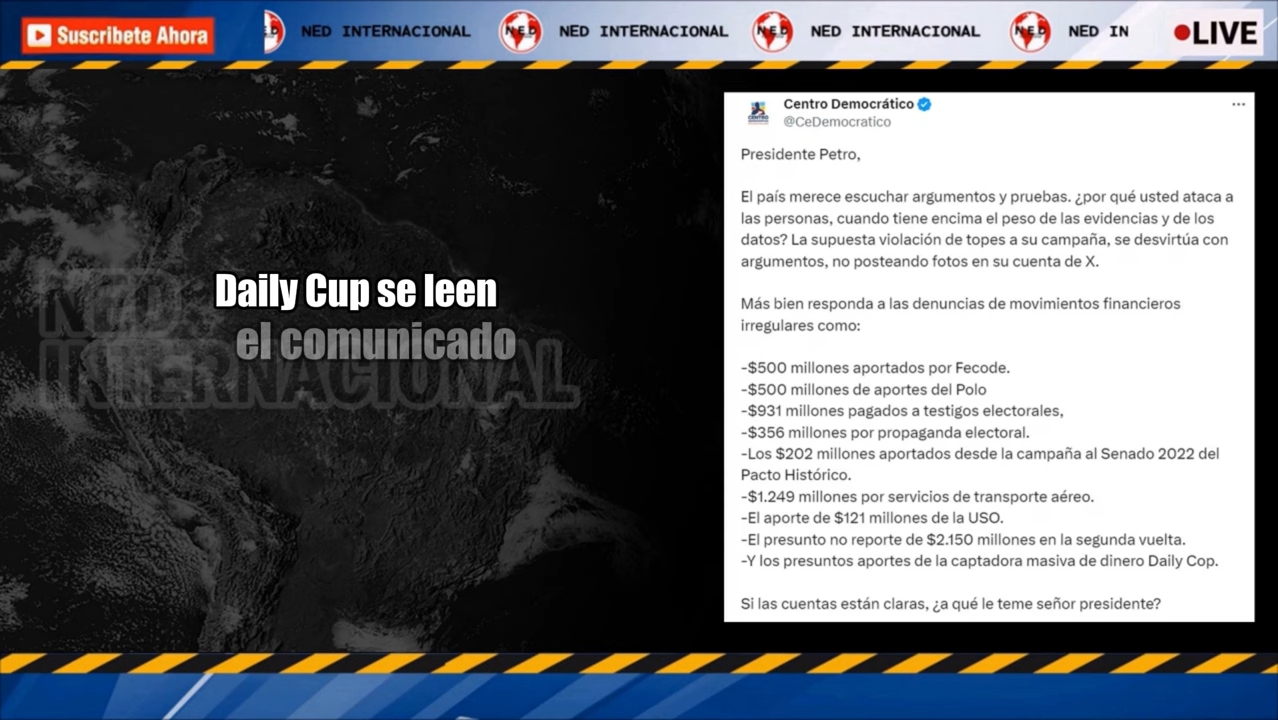 Suscribete Ahora
NED INTERNACIONAL
N.E.D
NED INTERNACIONAL
N.E.D
NED INTERNACIONAL
N.E.D
NED IN
LIVE
Centro Democrático
@CeDemocratico
Presidente Petro,
El país merece escuchar argumentos y pruebas. ¿por qué usted ataca a
las personas, cuando tiene encima el peso de las evidencias y de los
datos? La supuesta violación de topes a su campaña, se desvirtúa con
argumentos, no posteando fotos en su cuenta de X.
Más bien responda a las denuncias de movimientos financieros
irregulares como:
-$500 millones aportados por Fecode.
-$500 millones de aportes del Polo
-$931 millones pagados a testigos electorales,
-$356 millones por propaganda electoral.
-Los $202 millones aportados desde la campaña al Senado 2022 del
Pacto Histórico.
-$1.249 millones por servicios de transporte aéreo.
-El aporte de $121 millones de la USO.
-El presunto no reporte de $2.150 millones en la segunda vuelta.
-Y los presuntos aportes de la captadora masiva de dinero Daily Cop.
Si las cuentas están claras, ¿a qué le teme señor presidente?
Daily Cup se leen
el comunicado
NED
INTERNACIONAL